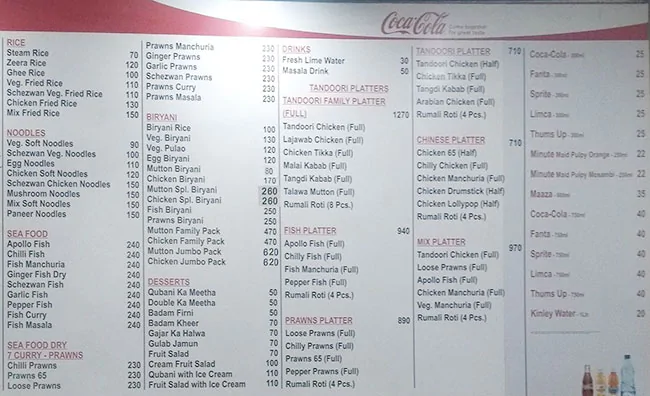 Coca-Cola
RICE
Steam Rice 70
Zeera Rice 120
Ghee Rice 100
Veg. Fried Rice 110
Schezwan Veg. Fried Rice 110
Chicken Fried Rice 130
Mix Fried Rice 150
NOODLES
Veg. Soft Noodles 90
Schezwan Veg. Noodles 100
Egg Noodles 110
Chicken Soft Noodles 120
Schezwan Chicken Noodles 150
Mushroom Noodles 150
Mix Soft Noodles 150
Paneer Noodles 150
SEA FOOD
Apollo Fish 240
Chilli Fish 240
Fish Manchuria 240
Ginger Fish Dry 240
Schezwan Fish 240
Garlic Fish 240
Pepper Fish 240
Fish Curry 240
Fish Masala 240
SEA FOOD DRY
7 CURRY - PRAWNS
Chilli Prawns 230
Prawns 65 230
Loose Prawns 230
Prawns Manchuria 230
Ginger Prawns 230
Garlic Prawns 230
Schezwan Prawns 230
Prawns Curry 230
Prawns Masala 230
BIRYANI
Biryani Rice 100
Veg. Biryani 130
Veg. Pulao 120
Egg Biryani
Mutton Biryani
Chicken Biryani 170
Mutton Spl. Biryani 260
Chicken Spl. Biryani 260
Fish Biryani 250
Prawns Biryani 250
Mutton Family Pack 470
Chicken Family Pack 470
Mutton Jumbo Pack 620
Chicken Jumbo Pack 620
DESSERTS
Qubani Ka Meetha 50
Double Ka Meetha 50
Badam Firni 50
Badam Kheer 70
Gajar Ka Halwa 70
Gulab Jamun 70
Fruit Salad 70
Cream Fruit Salad 100
Qubani with Ice Cream 110
Fruit Salad with Ice Cream 110
DRINKS
Fresh Lime Water 30
Masala Drink 50
TANDOORI PLATTERS
TANDOORI FAMILY PLATTER
(FULL) 1270
Tandoori Chicken (Full)
Lajawab Chicken (Full)
Chicken Tikka (Full)
Malai Kabab (Full)
Tangdi Kabab (Full)
Talawa Mutton (Full)
Rumali Roti (8 Pcs.)
FISH PLATTER 940
Apollo Fish (Full)
Chilly Fish (Full)
Fish Manchuria (Full)
Pepper Fish (Full)
Rumali Roti (4 Pcs.)
PRAWNS PLATTER 890
Loose Prawns (Full)
Chilly Prawns (Full)
Prawns 65 (Full)
Pepper Prawns (Full)
Rumali Roti (4 Pcs.)
TANDOORI PLATTER 710
Tandoori Chicken (Half)
Chicken Tikka (Full)
Tangdi Kabab (Full)
Arabian Chicken (Full)
Rumali Roti (4 Pcs.)
CHINESE PLATTER 710
Chicken 65 (Half)
Chilly Chicken (Full)
Chicken Manchuria (Full)
Chicken Drumstick (Half)
Chicken Lollypop (Half)
Rumali Roti (4 Pcs.)
MIX PLATTER 970
Tandoori Chicken (Full)
Loose Prawns (Full)
Apollo Fish (Full)
Chicken Manchuria (Full)
Veg. Manchuria (Full)
Rumali Roti (4 Pcs.)
Coca-Cola 25
Fanta 25
Sprite 25
Limca 25
Thums Up 25
Minute Maid Pulpy Orange 22
Minute Maid Pulpy Mosambi 22
Maaza 35
Coca-Cola 40
Fanta 40
Sprite 40
Limca 40
Thums Up 40
Kinley Water 20